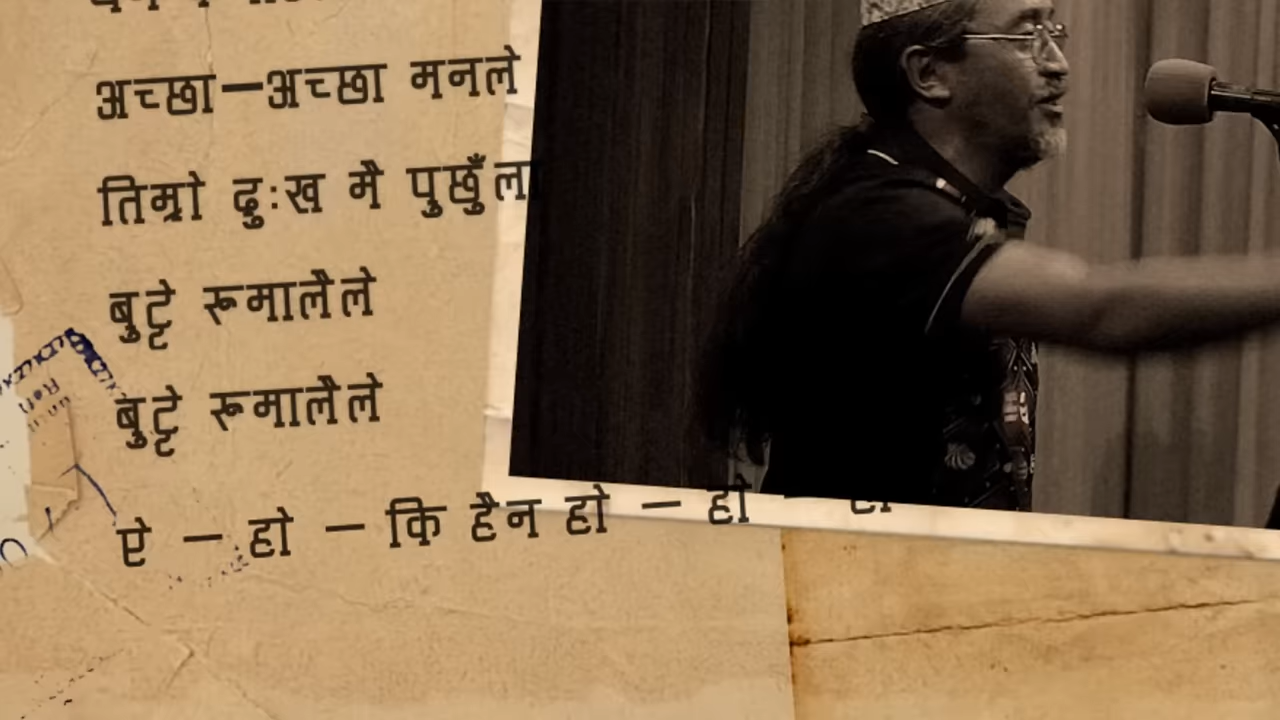 अच्छा–अच्छा मनले
तिम्रो दुःख मै पुछुँला
बुट्टे रूमालैले
बुट्टे रूमालैले
ऐ – हो – कि हैन हो – हो –